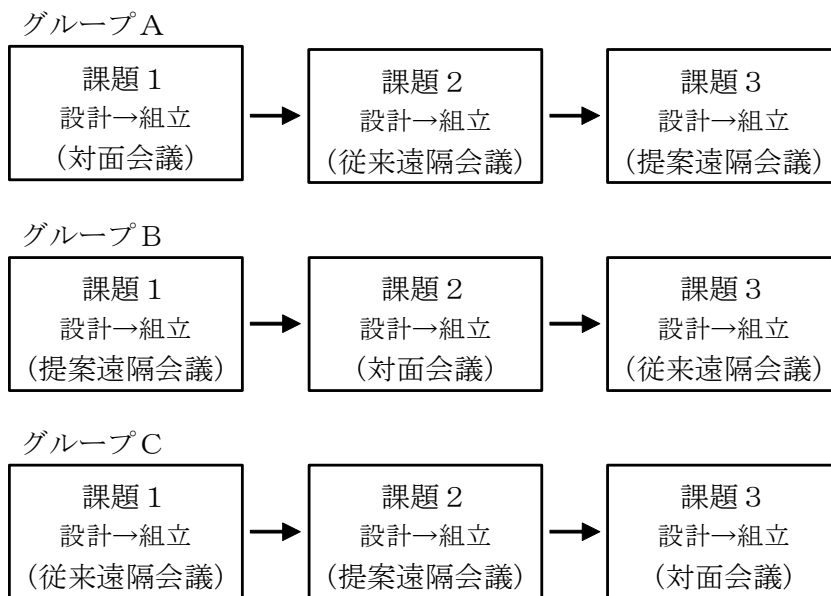 グループA
課題1 課題2 課題3
設計→組立 設計→組立 設計→組立
(対面会議) (従来遠隔会議) (提案遠隔会議)
グループB
課題1 課題2 課題3
設計→組立 設計→組立 設計→組立
(提案遠隔会議) (対面会議) (従来遠隔会議)
グループC
課題1 課題2 課題3
設計→組立 設計→組立 設計→組立
(従来遠隔会議) (提案遠隔会議) (対面会議)